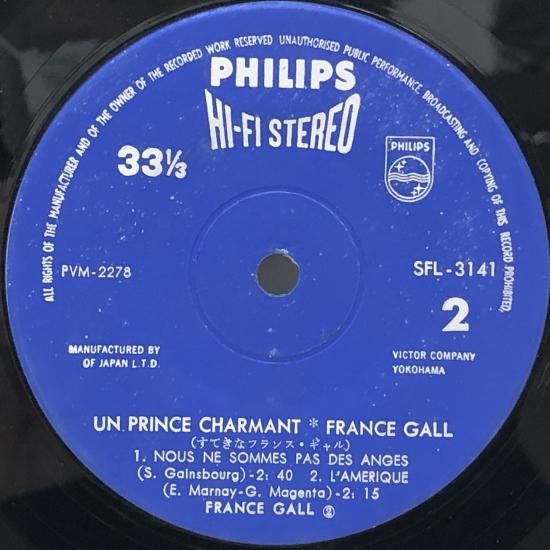 ALL RIGHTS OF THE MANUFACTURER AND OF THE OWNER OF THE RECORDED WORK RESERVED UNAUTHORISED PUBLIC PERFORMANCE BROADCASTING AND COPYING OF THIS RECORD PROHIBITED,
PHILIPS
HI-FI STEREO
33⅓
PHILIPS
PVM-2278
SFL-3141
2
MANUFACTURED BY
OF JAPAN L.T.D.
VICTOR COMPANY
YOKOHAMA
UN PRINCE CHARMANT * FRANCE GALL
(すてきなフランス・ギャル)
1. NOUS NE SOMMES PAS DES ANGES
(S. Gainsbourg)-2: 40 2. L'AMERIQUE
(E. Marnay-G. Magenta)-2: 15
FRANCE GALL